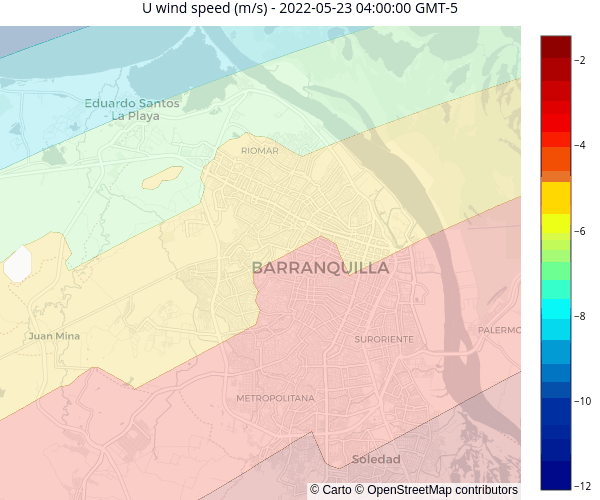 U wind speed (m/s) - 2022-05-23 04:00:00 GMT-5
Eduardo Santos
- La Playa
RIOMAR
BARRANQUILLA
Juan Mina
SURORIENTE
PALERMO
METROPOLITANA
Soledad
© Carto © OpenStreetMap contributors
−2
−4
−6
−8
−10
−12